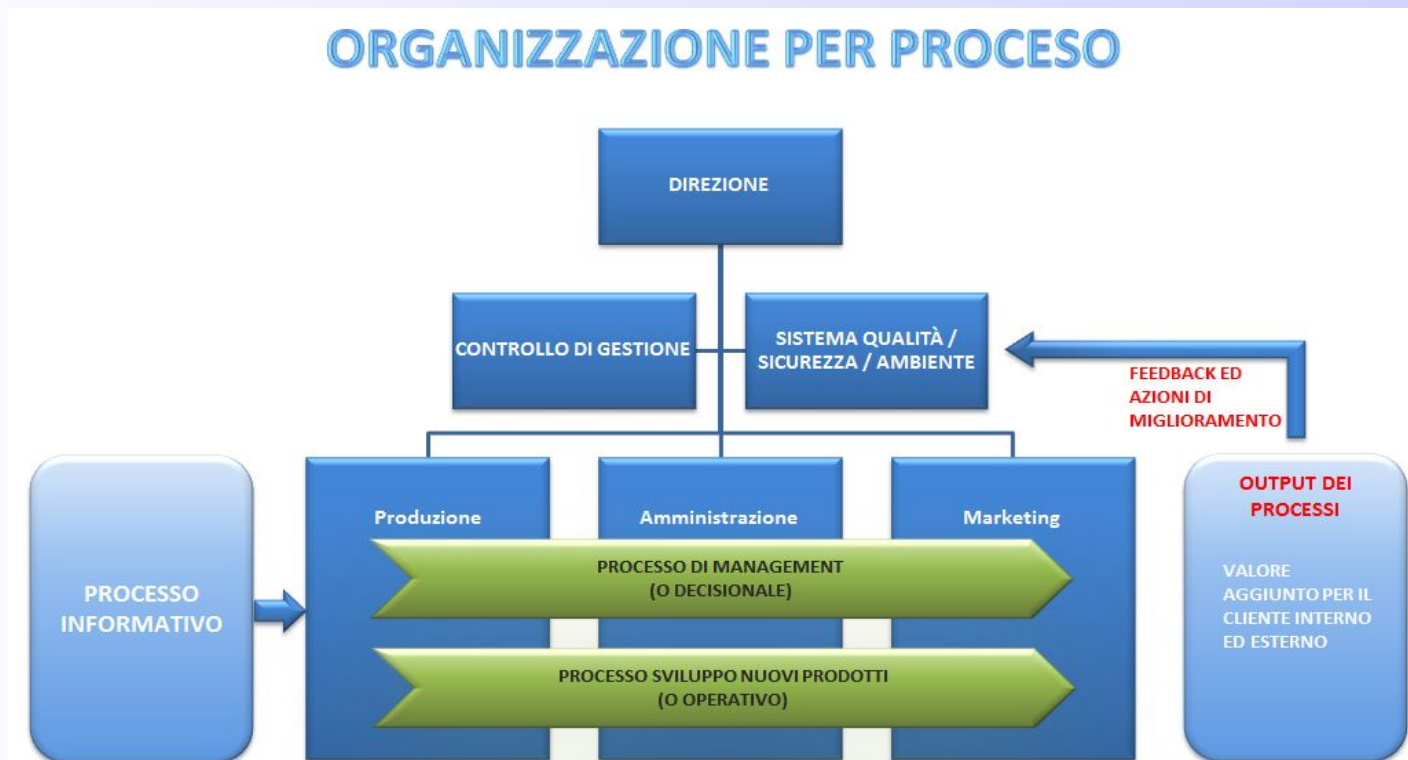 ORGANIZZAZIONE PER PROCESO
DIREZIONE
CONTROLLO DI GESTIONE
SISTEMA QUALITÀ /
SICUREZZA / AMBIENTE
FEEDBACK ED
AZIONI DI
MIGLIORAMENTO
PROCESSO
INFORMATIVO
Produzione
Amministrazione
Marketing
PROCESSO DI MANAGEMENT
(O DECISIONALE)
PROCESSO SVILUPPO NUOVI PRODOTTI
(O OPERATIVO)
OUTPUT DEI
PROCESSI
VALORE
AGGIUNTO PER IL
CLIENTE INTERNO
ED ESTERNO